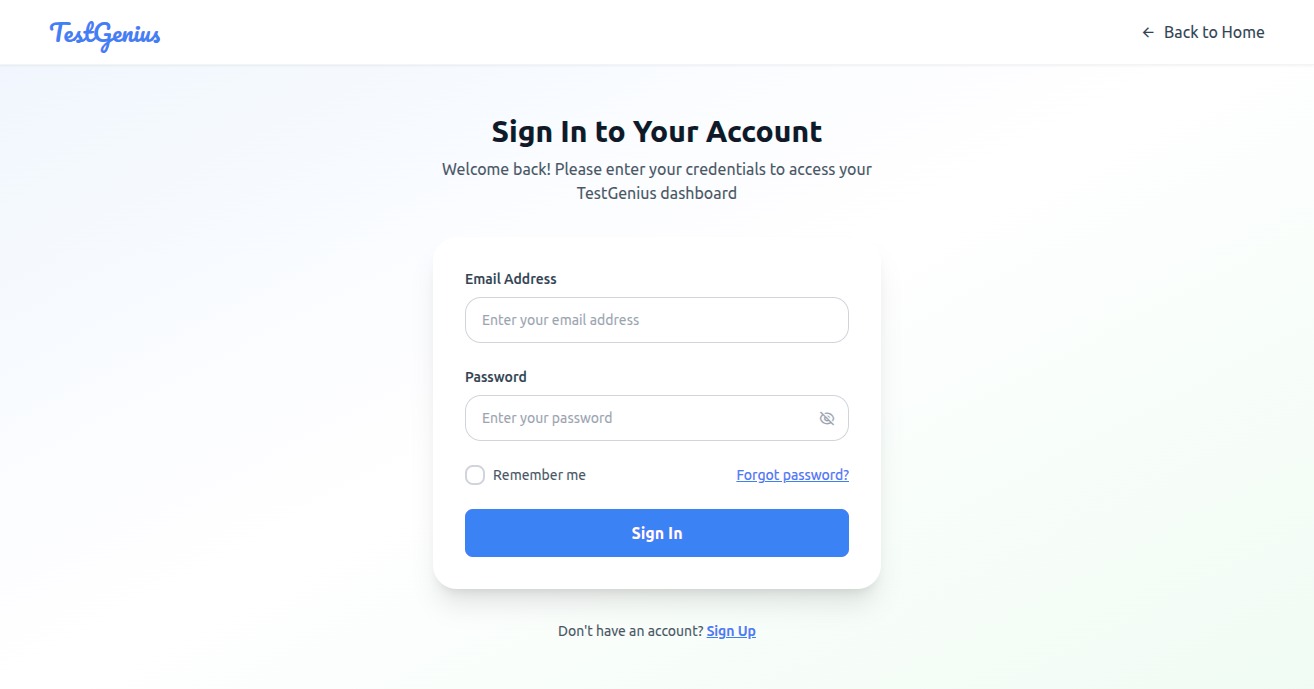 TestGenius
← Back to Home
Sign In to Your Account
Welcome back! Please enter your credentials to access your
TestGenius dashboard
Email Address
Enter your email address
Password
Enter your password
Remember me
Forgot password?
Sign In
Don't have an account? Sign Up